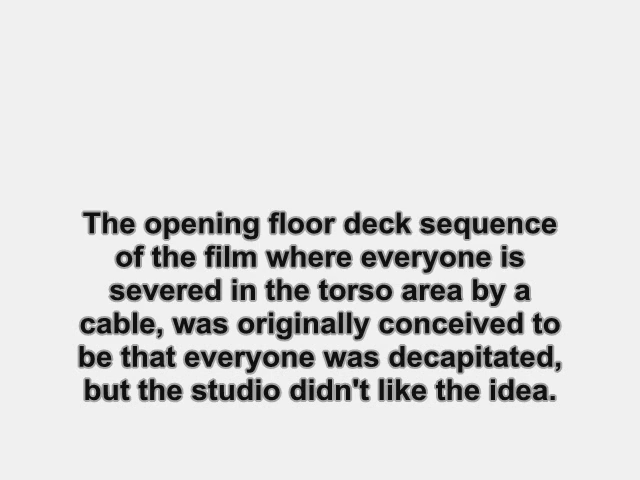 The opening floor deck sequence
of the film where everyone is
severed in the torso area by a
cable, was originally conceived to
be that everyone was decapitated,
but the studio didn't like the idea.